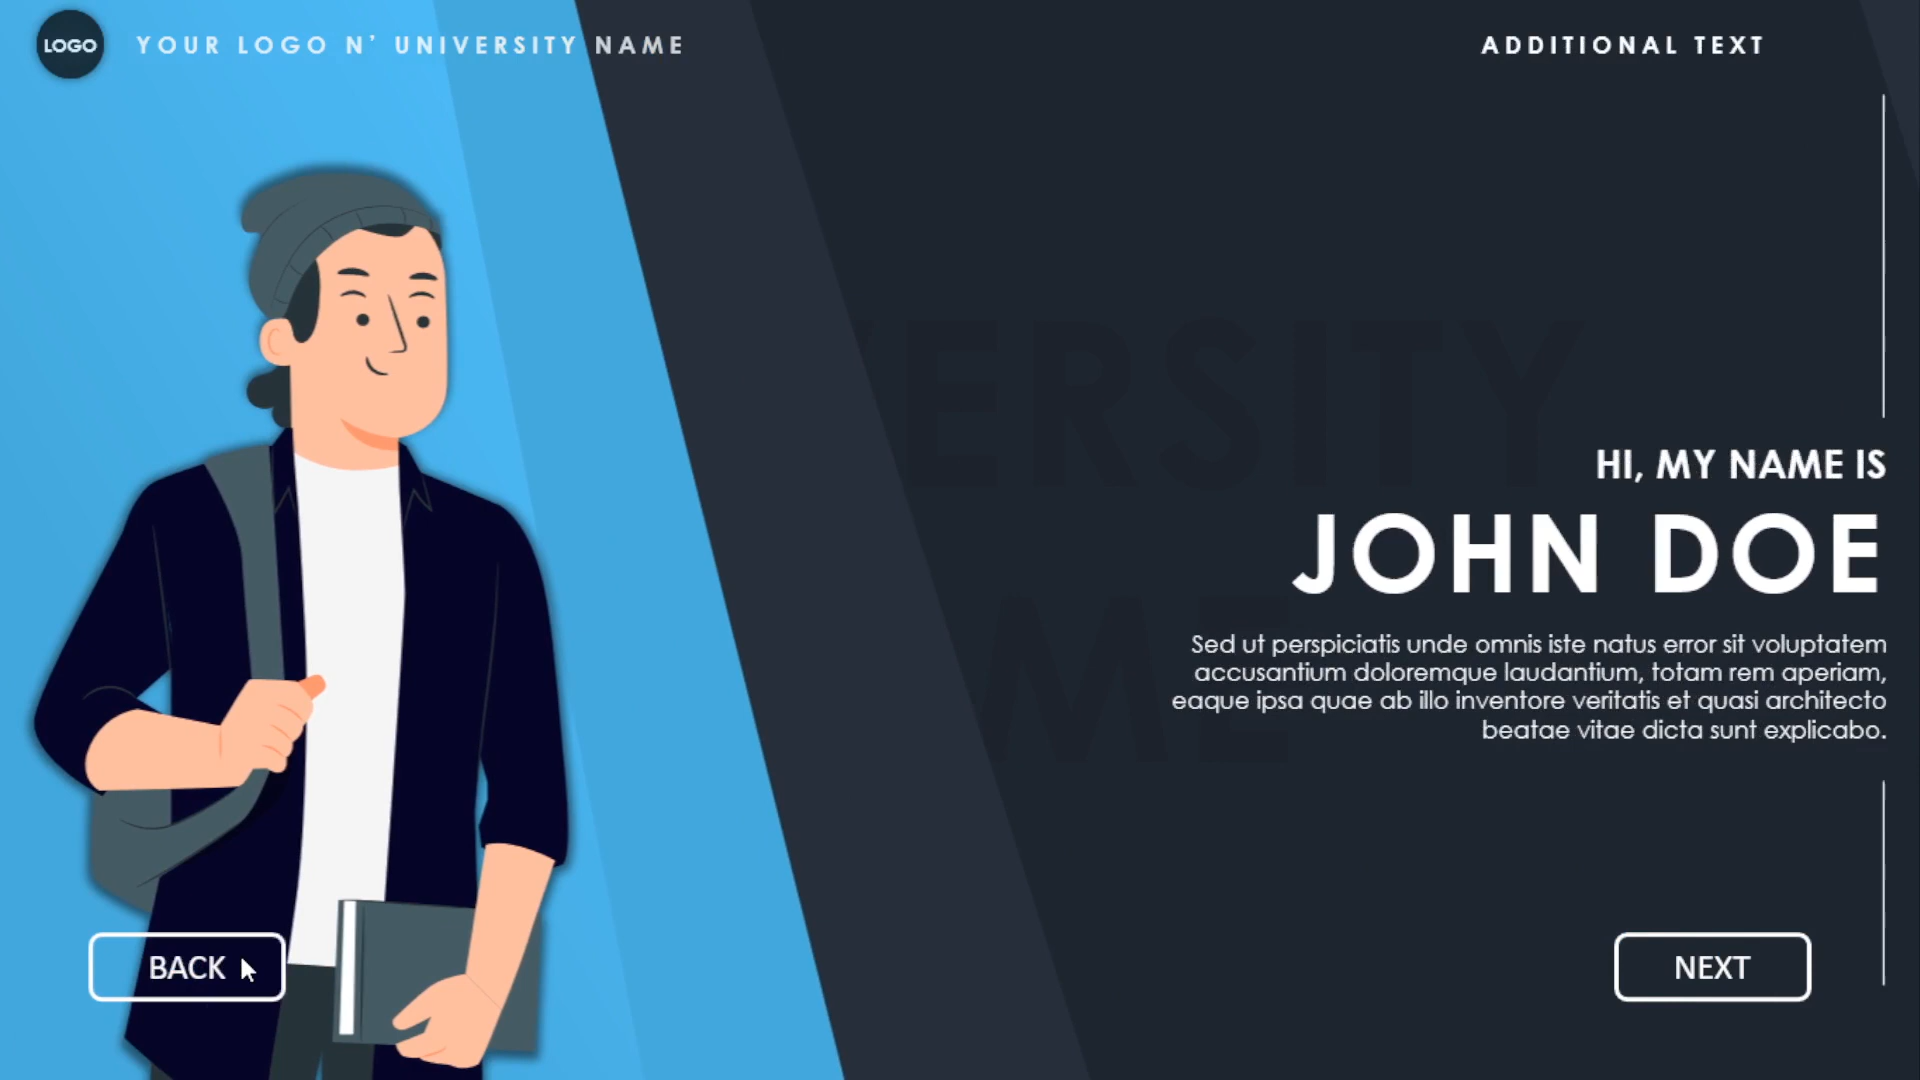 LOGO
YOUR LOGO N’ UNIVERSITY NAME
ADDITIONAL TEXT
ERSITY
ME
HI, MY NAME IS
JOHN DOE
Sed ut perspiciatis unde omnis iste natus error sit voluptatem
accusantium doloremque laudantium, totam rem aperiam,
eaque ipsa quae ab illo inventore veritatis et quasi architecto
beatae vitae dicta sunt explicabo.
BACK
NEXT